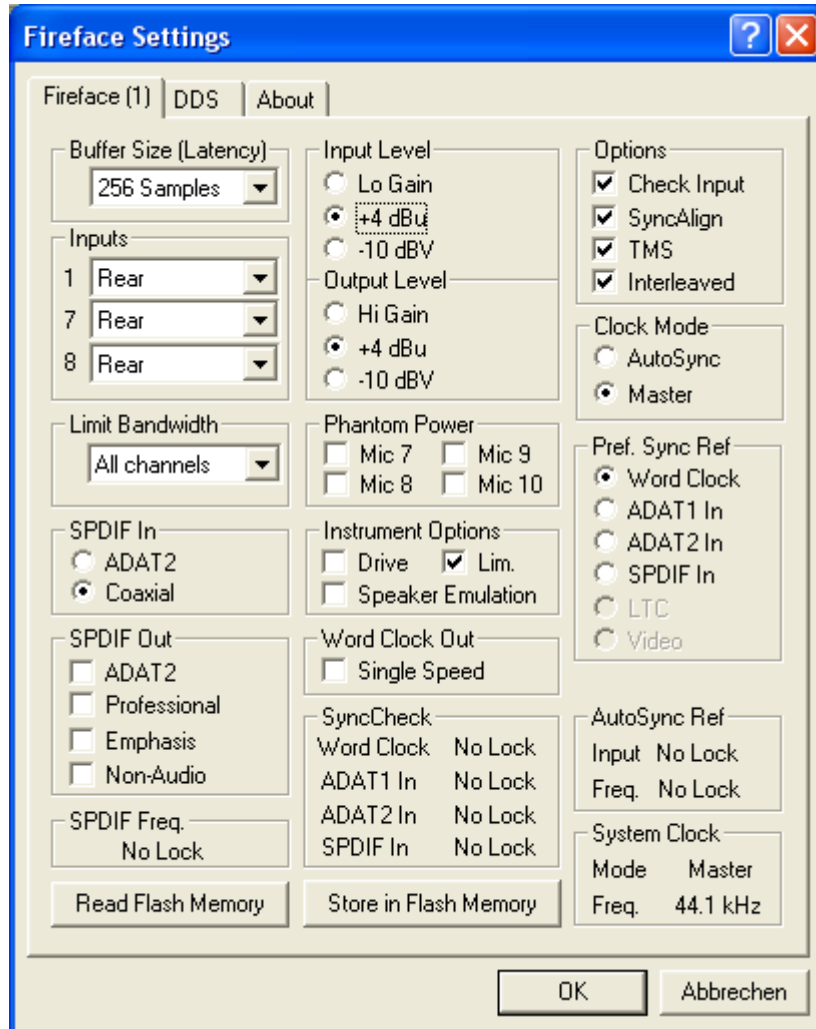 Fireface Settings
Fireface (1)
DDS
About
Buffer Size (Latency)
256 Samples
Inputs
1 Rear
7 Rear
8 Rear
Limit Bandwidth
All channels
SPDIF In
ADAT2
Coaxial
SPDIF Out
ADAT2
Professional
Emphasis
Non-Audio
SPDIF Freq.
No Lock
Read Flash Memory
Input Level
Lo Gain
+4 dBu
-10 dBV
Output Level
Hi Gain
+4 dBu
-10 dBV
Phantom Power
Mic 7 Mic 9
Mic 8 Mic 10
Instrument Options
Drive Lim.
Speaker Emulation
Word Clock Out
Single Speed
SyncCheck
Word Clock No Lock
ADAT1 In No Lock
ADAT2 In No Lock
SPDIF In No Lock
Store in Flash Memory
Options
Check Input
SyncAlign
TMS
Interleaved
Clock Mode
AutoSync
Master
Pref. Sync Ref
Word Clock
ADAT1 In
ADAT2 In
SPDIF In
LTC
Video
AutoSync Ref
Input No Lock
Freq. No Lock
System Clock
Mode Master
Freq. 44.1 kHz
OK
Abbrechen